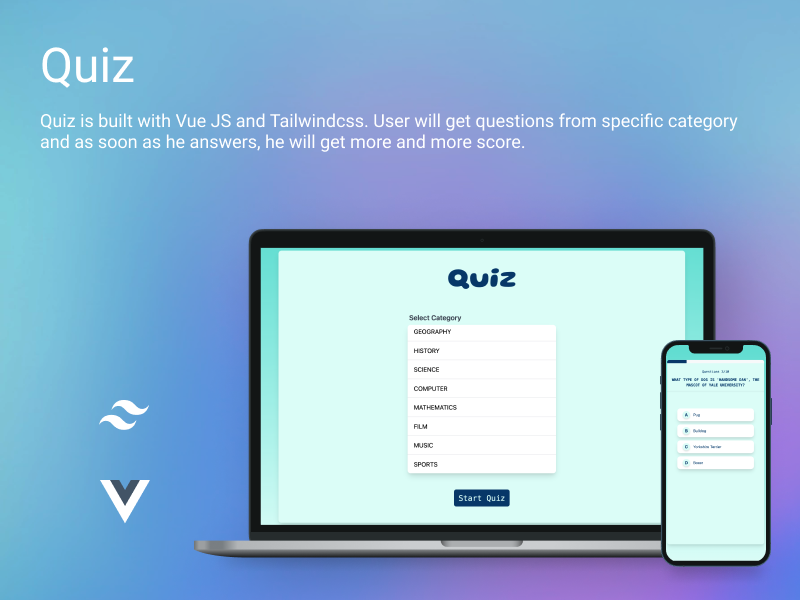 Quiz
Quiz is built with Vue JS and Tailwindcss. User will get questions from specific category
and as soon as he answers, he will get more and more score.
Quiz
Select Category
GEOGRAPHY
HISTORY
SCIENCE
COMPUTER
MATHEMATICS
FILM
MUSIC
SPORTS
Start Quiz
WHAT TYPE OF DOG IS 'HANDSOME DAN', THE
MASCOT OF YALE UNIVERSITY?
A Pug
B Bulldog
C Yorkshire Terrier
D Boxer